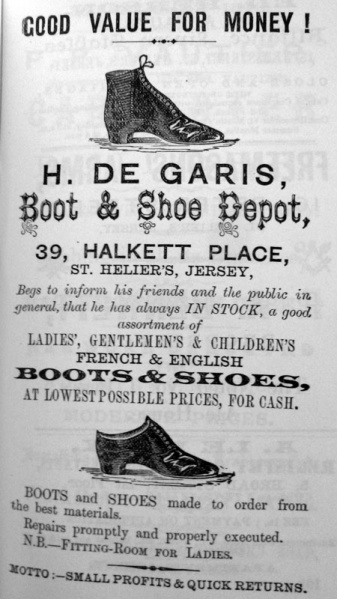 GOOD VALUE FOR MONEY!
H. DE GARIS,
Boot & Shoe Depot,
39, HALKETT PLACE,
ST. HELIER'S, JERSEY,
Begs to inform his friends and the public in
general, that he has always IN STOCK, a good
assortment of
LADIES', GENTLEMEN'S & CHILDREN'S
FRENCH & ENGLISH
BOOTS & SHOES,
AT LOWEST POSSIBLE PRICES, FOR CASH.
BOOTS and SHOES made to order from
the best materials.
Repairs promptly and properly executed.
N.B.—FITTING-ROOM FOR LADIES.
MOTTO:—SMALL PROFITS & QUICK RETURNS.